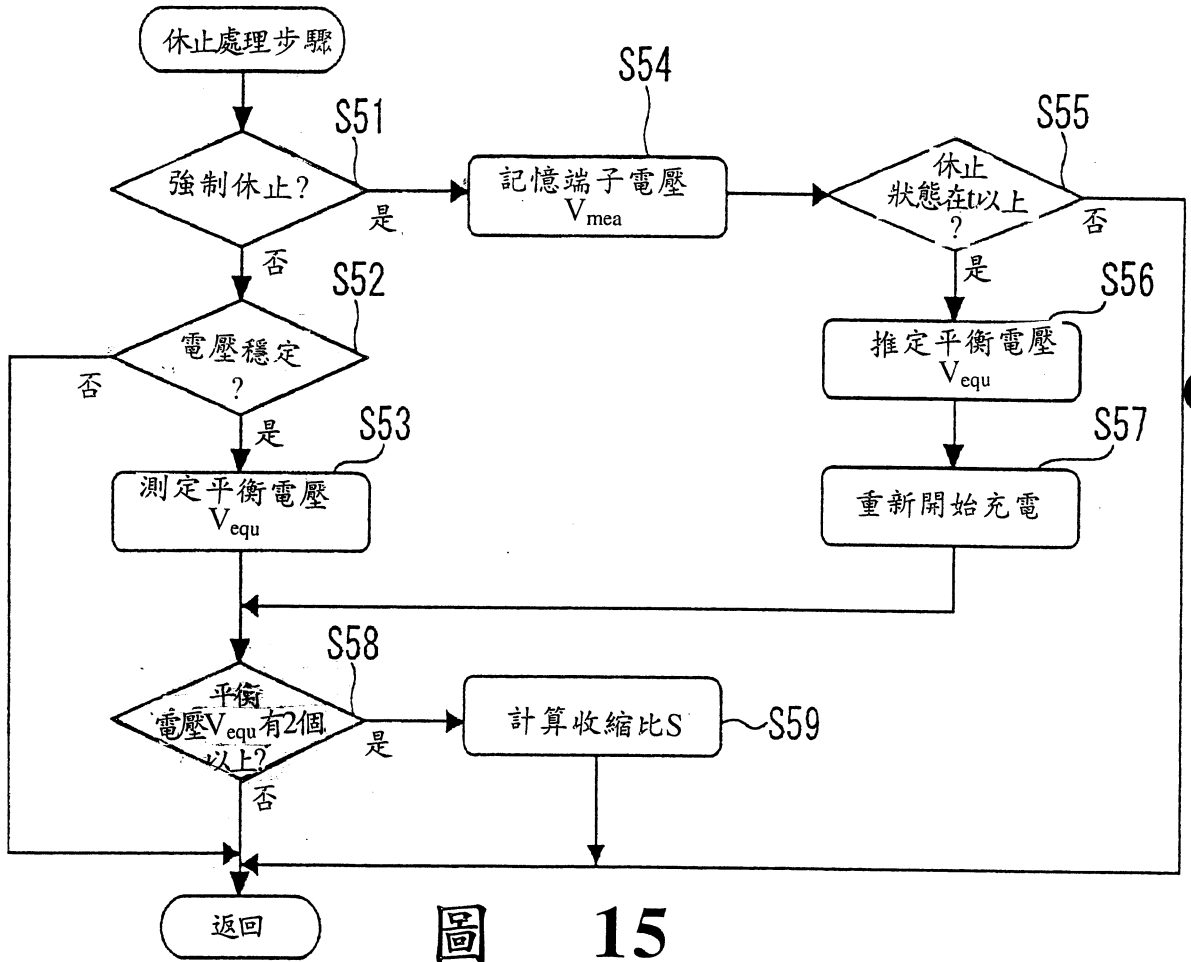 休止處理步驟
S51
強制休止?
是
否
S54
記憶端子電壓
Vmea
S55
休止
狀態在t以上
?
否
是
S52
電壓穩定
?
否
是
S56
推定平衡電壓
Vequ
S53
測定平衡電壓
Vequ
S57
重新開始充電
S58
平衡
電壓Vequ有2個
以上?
是
否
計算收縮比S
S59
返回
圖 15